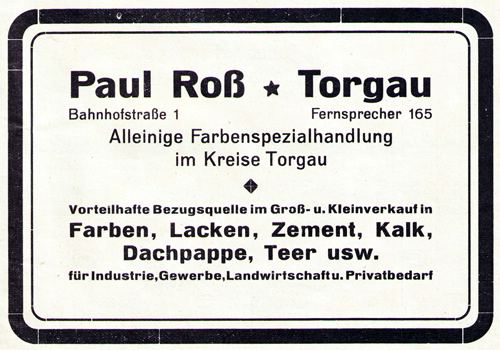 Paul Roß ★ Torgau
Bahnhofstraße 1 Fernsprecher 165
Alleinige Farbenspezialhandlung
im Kreise Torgau
Vorteilhafte Bezugsquelle im Groß- u. Kleinverkauf in
Farben, Lacken, Zement, Kalk,
Dachpappe, Teer usw.
für Industrie, Gewerbe, Landwirtschaft u. Privatbedarf